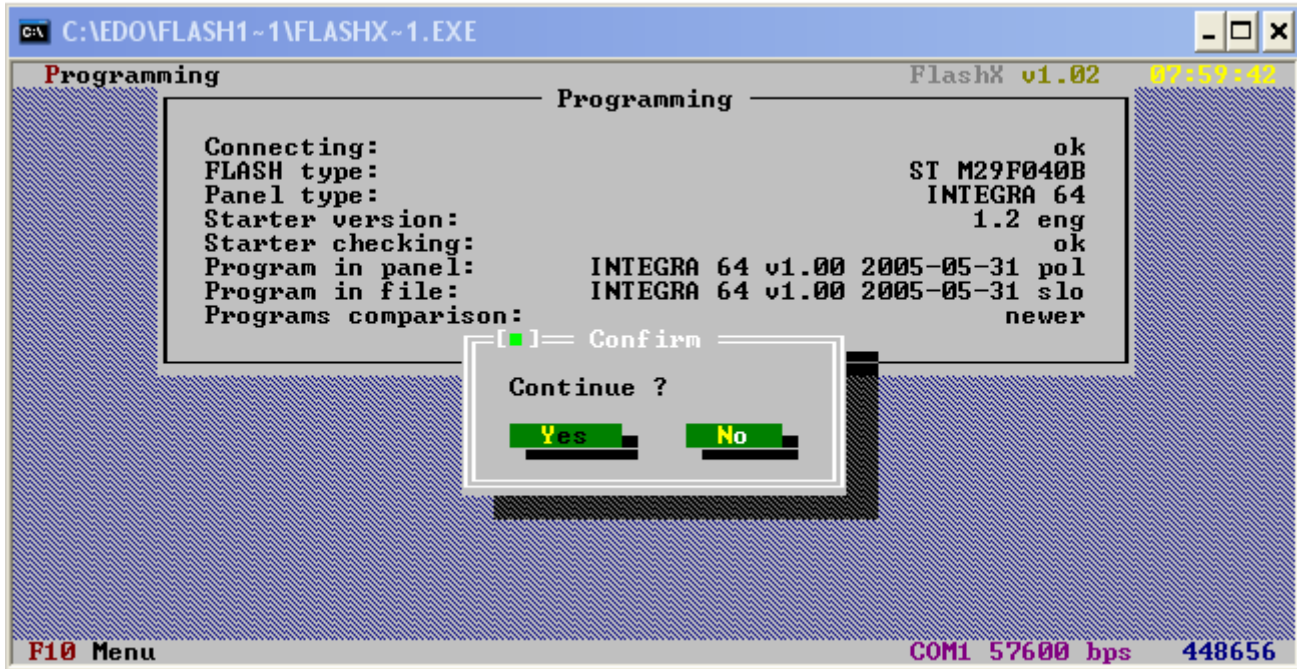 C:\EDO\FLASH1~1\FLASHX~1.EXE
Programming FlashX v1.02 07:59:42
Programming
Connecting: ok
FLASH type: ST M29F040B
Panel type: INTEGRA 64
Starter version: 1.2 eng
Starter checking: ok
Program in panel: INTEGRA 64 v1.00 2005-05-31 pol
Program in file: INTEGRA 64 v1.00 2005-05-31 slo
Programs comparison: newer
[■] Confirm
Continue ?
Yes No
F10 Menu COM1 57600 bps 448656